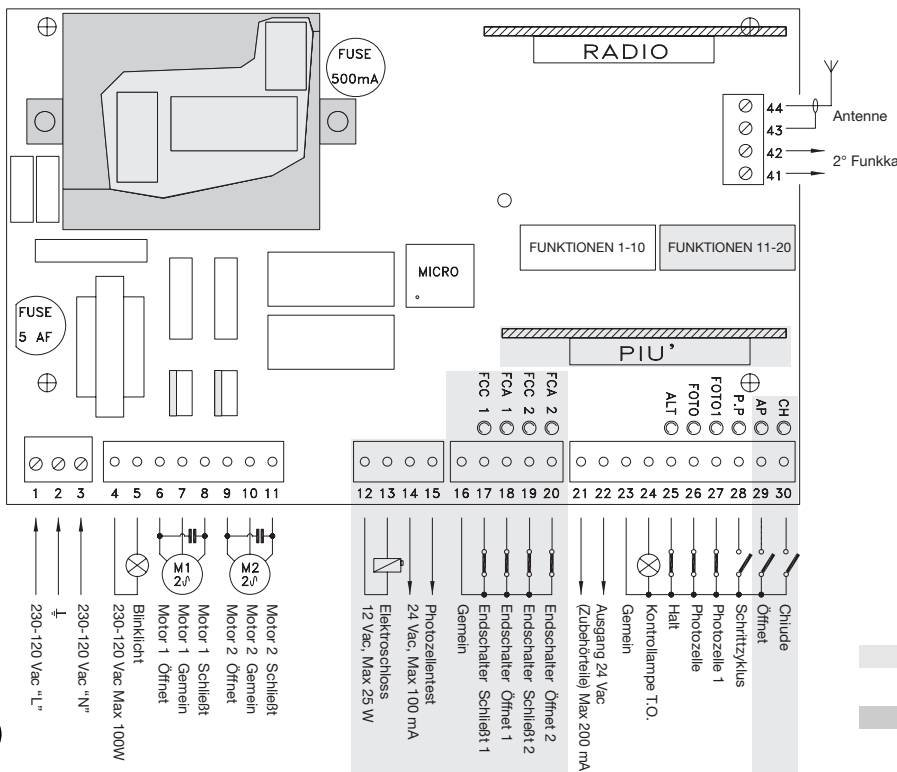 FUSE
500mA
RADIO
44
43
42
41
Antenne
2° Funkka
FUNKTIONEN 1-10
FUNKTIONEN 11-20
MICRO
FUSE
5 AF
PIU'
FCC 1
FCA 1
FCC 2
FCA 2
ALT
FOTO
FOTO1
P.P
AP
CH
1 2 3
4 5 6 7 8 9 10 11
12 13 14 15
16 17 18 19 20
21 22 23 24 25 26 27 28 29 30
M1
2
M2
2
230-120 Vac "L"
230-120 Vac "N"
230-120 Vac Max 100W
Blinklicht
Motor 1 Öffnet
Motor 1 Gemein
Motor 1 Schließt
Motor 2 Öffnet
Motor 2 Gemein
Motor 2 Schließt
12 Vac, Max 25 W
Elektroschloss
24 Vac, Max 100 mA
Photozellentest
Gemein
Endschalter Schließt 1
Endschalter Öffnet 1
Endschalter Schließt 2
Endschalter Öffnet 2
(Zubehörteile) Max 200 mA
Ausgang 24 Vac
Gemein
Kontrollampe T.O.
Halt
Photozelle
Photozelle 1
Schrittzyklus
Öffnet
Chiude
)